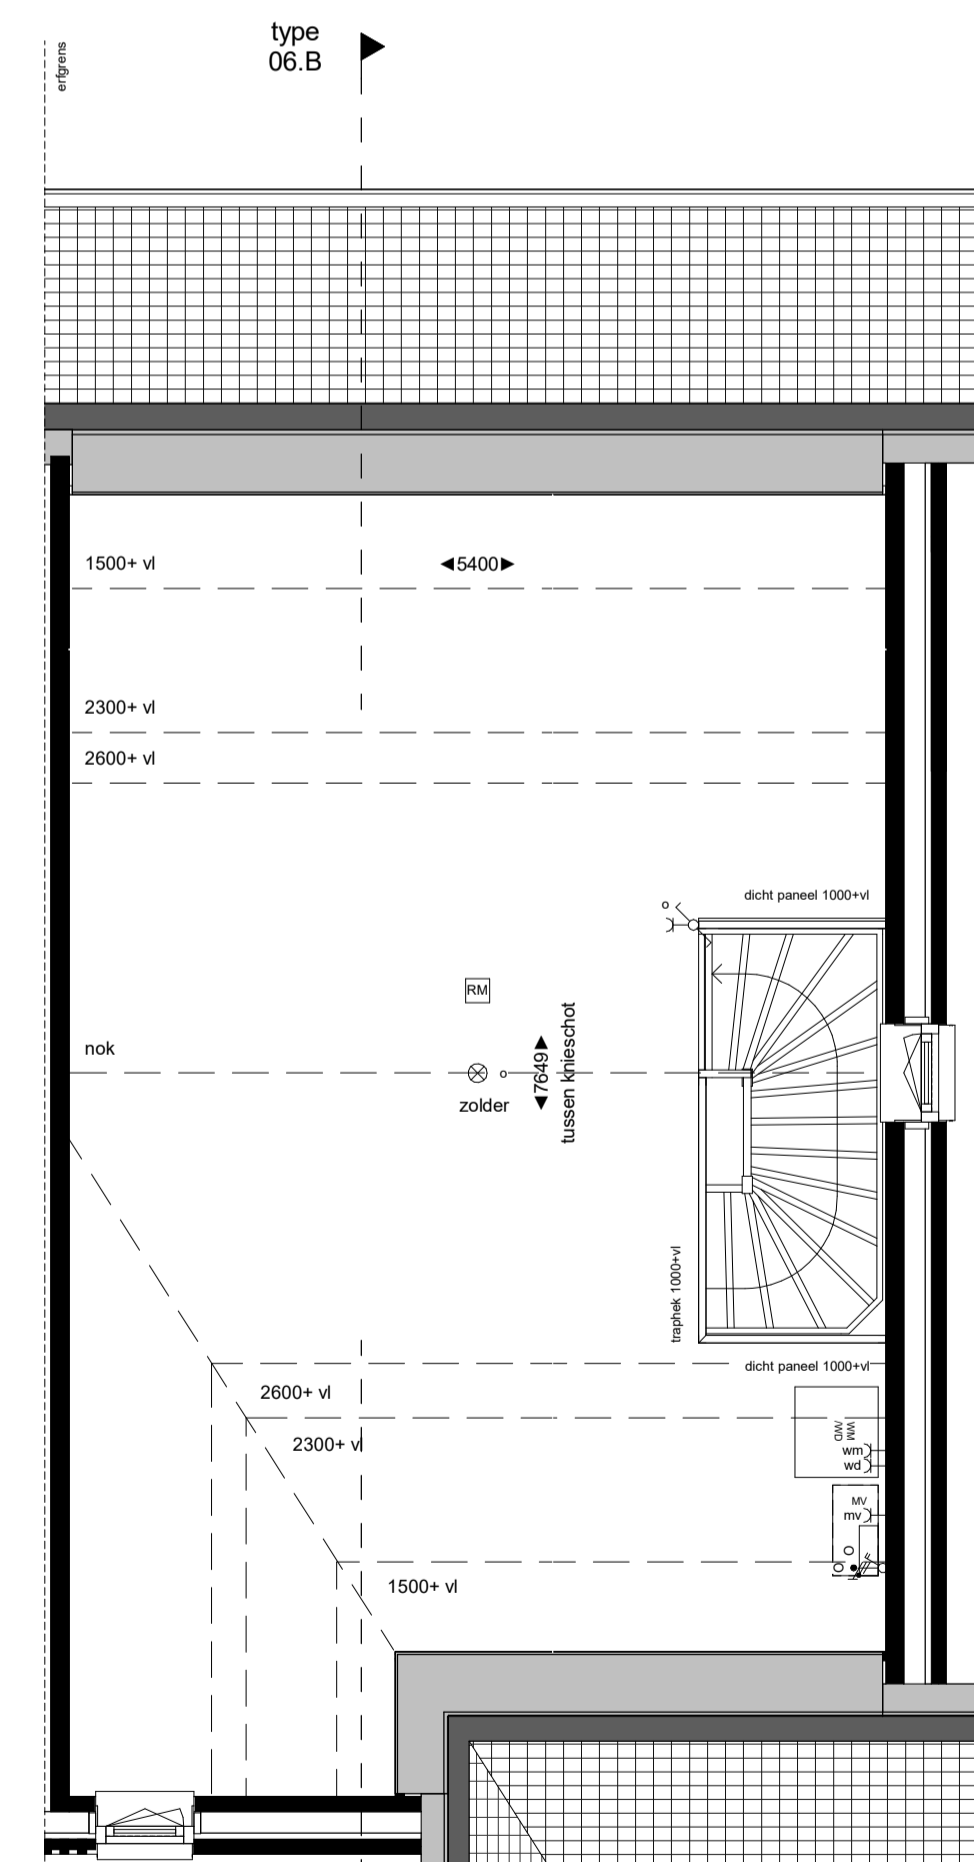 erfgrens
type
06.B
1500+ vl
5400
2300+ vl
2600+ vl
dicht paneel 1000+vl
RM
nok
7649
tussen knieschot
zolder
traphek 1000+vl
dicht paneel 1000+vl
2600+ vl
2300+ vl
WM
/WD
wm
wd
MV
mv
1500+ vl